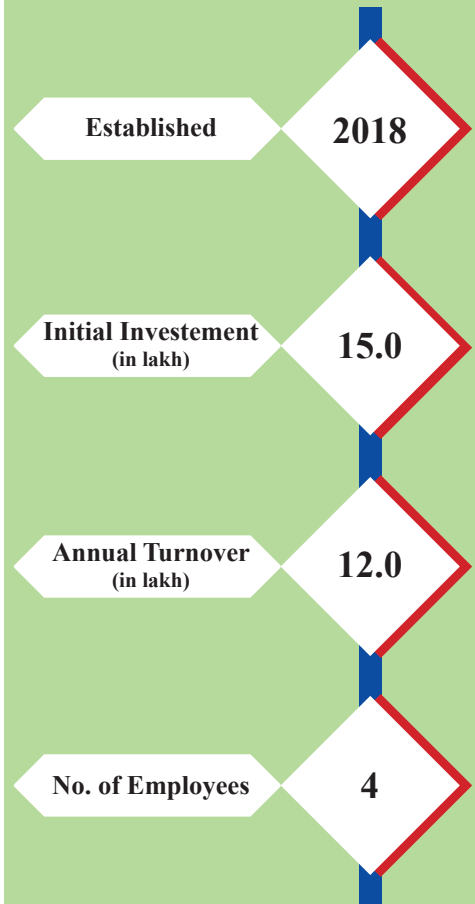 Established
2018
Initial Investement
(in lakh)
15.0
Annual Turnover
(in lakh)
12.0
No. of Employees
4